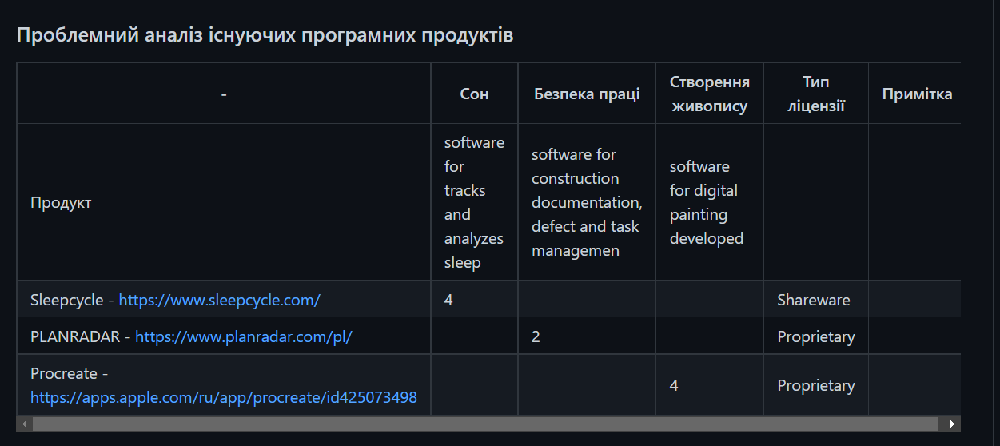 Проблемний аналіз існуючих програмних продуктів
-
Сон
Безпека праці
Створення
живопису
Тип
ліцензії
Примітка
Продукт
software
for
tracks
and
analyzes
sleep
software for
construction
documentation,
defect and task
managemen
software
for digital
painting
developed
Sleepcycle - https://www.sleepcycle.com/
4
Shareware
PLANRADAR - https://www.planradar.com/pl/
2
Proprietary
Procreate -
https://apps.apple.com/ru/app/procreate/id425073498
4
Proprietary